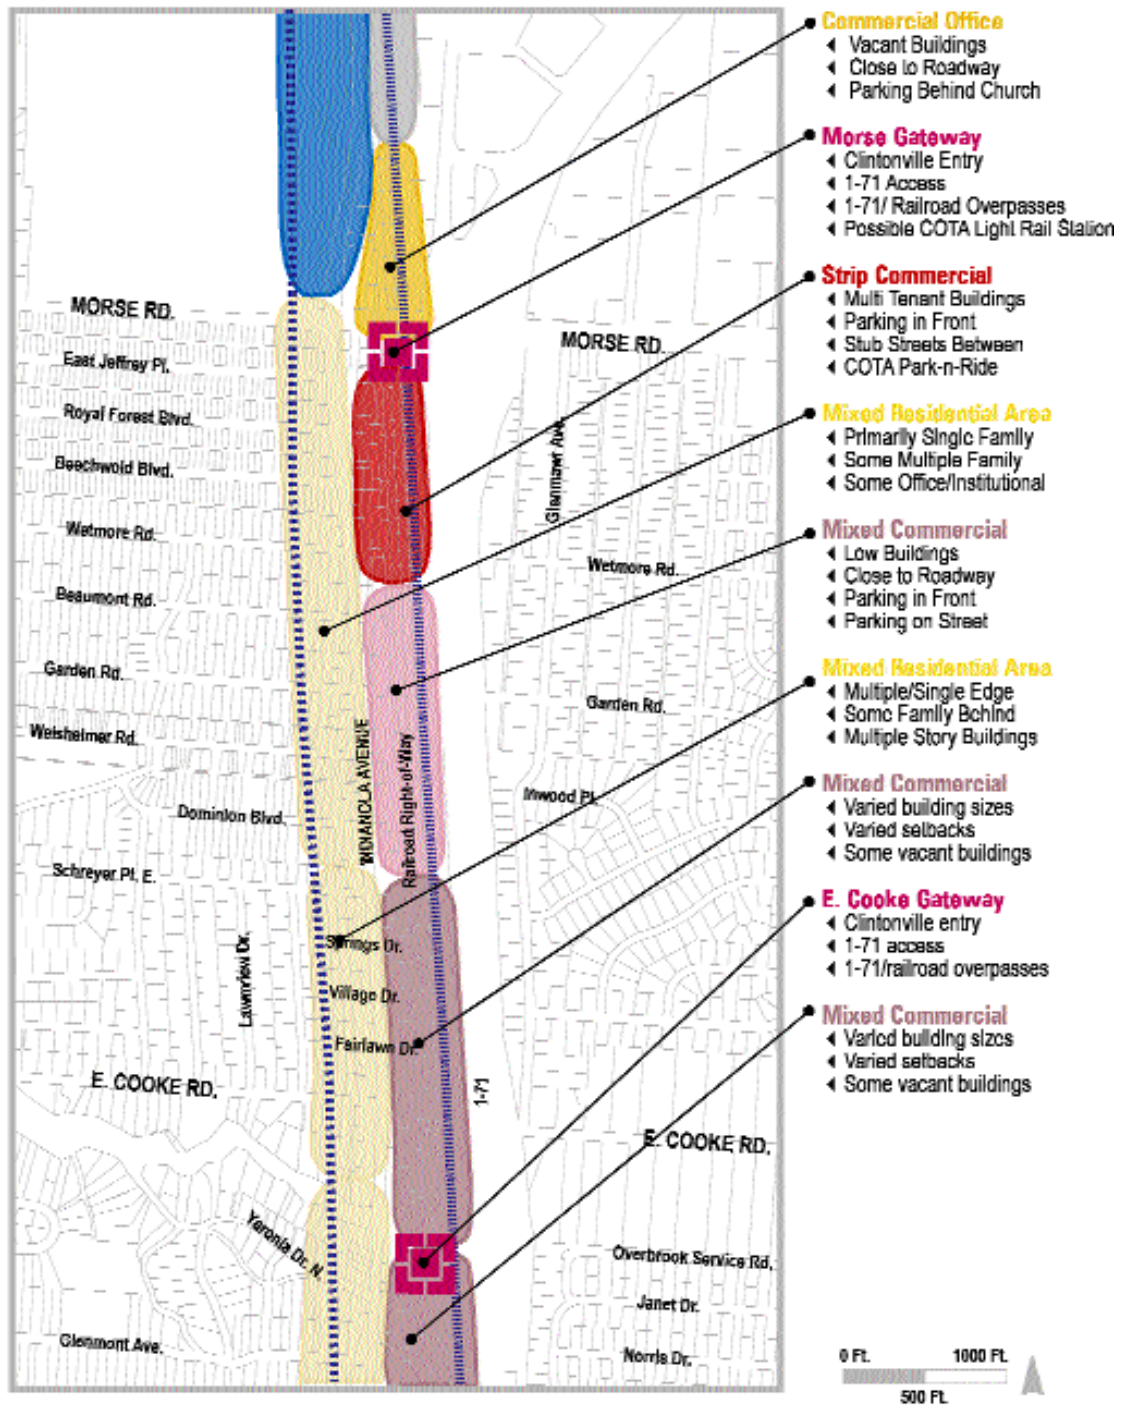 Commercial Office
Vacant Buildings
Close to Roadway
Parking Behind Church
Morse Gateway
Clintonville Entry
1-71 Access
1-71/ Railroad Overpasses
Possible COTA Light Rail Station
Strip Commercial
Multi Tenant Buildings
Parking in Front
Stub Streets Between
COTA Park-n-Ride
Mixed Residential Area
Primarily Single Family
Some Multiple Family
Some Office/Institutional
Mixed Commercial
Low Buildings
Close to Roadway
Parking in Front
Parking on Street
Mixed Residential Area
Multiple/Single Edge
Some Family Behind
Multiple Story Buildings
Mixed Commercial
Varied building sizes
Varied setbacks
Some vacant buildings
E. Cooke Gateway
Clintonville entry
1-71 access
1-71/railroad overpasses
Mixed Commercial
Varied building sizes
Varied setbacks
Some vacant buildings
MORSE RD.
East Jeffrey Pl.
Royal Forest Blvd.
Beechwold Blvd.
Wetmore Rd.
Beaumont Rd.
Garden Rd.
Weisheimer Rd.
Dominion Blvd.
Schreyer Pl. E.
Lawnview Dr.
E. COOKE RD.
Yaronia Dr. N.
Glenmont Ave.
INDIANOLA AVENUE
Railroad Right-of-Way
Springs Dr.
Village Dr.
Fairlawn Dr.
1-71
MORSE RD.
Glenmawr Ave.
Wetmore Rd.
Garden Rd.
Inwood Pl.
E. COOKE RD.
Overbrook Service Rd.
Janet Dr.
Norris Dr.
0 Ft.
1000 Ft.
500 Ft.